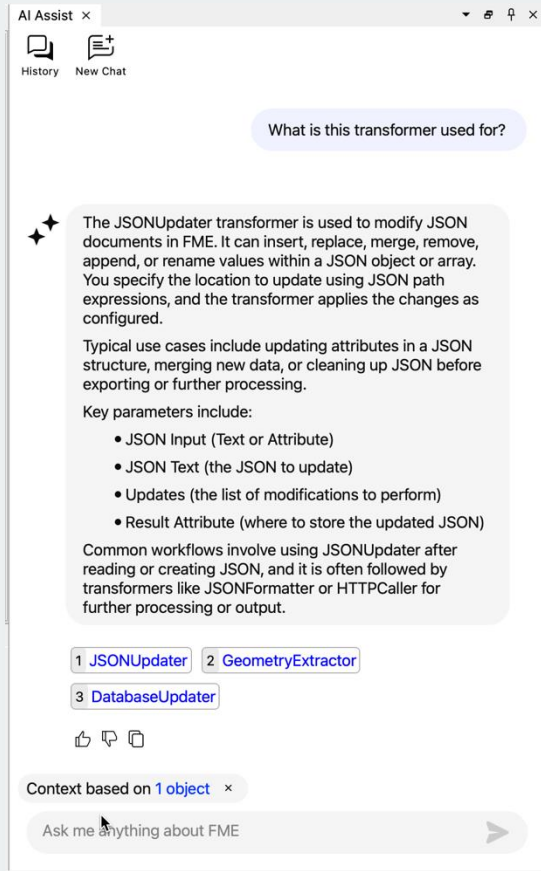 AI Assist ×
History New Chat
What is this transformer used for?
The JSONUpdater transformer is used to modify JSON
documents in FME. It can insert, replace, merge, remove,
append, or rename values within a JSON object or array.
You specify the location to update using JSON path
expressions, and the transformer applies the changes as
configured.
Typical use cases include updating attributes in a JSON
structure, merging new data, or cleaning up JSON before
exporting or further processing.
Key parameters include:
• JSON Input (Text or Attribute)
• JSON Text (the JSON to update)
• Updates (the list of modifications to perform)
• Result Attribute (where to store the updated JSON)
Common workflows involve using JSONUpdater after
reading or creating JSON, and it is often followed by
transformers like JSONFormatter or HTTPCaller for
further processing or output.
1 JSONUpdater 2 GeometryExtractor
3 DatabaseUpdater
Context based on 1 object ×
Ask me anything about FME